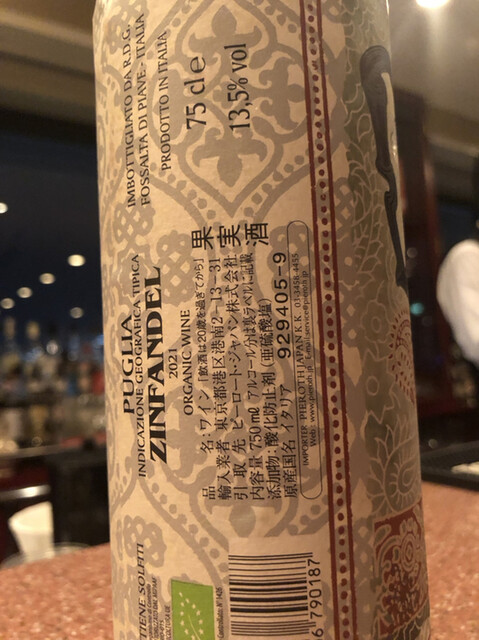 PUGLIA
INDICAZIONE GEOGRAFICA TIPICA
ZINFANDEL
2021
ORGANIC WINE
IMBOTTIGLIATO DA R.D.G.
FOSSALTA DI PIAVE - ITALIA
PRODOTTO IN ITALIA
75 cl e
13,5% vol
品 名: ワイン 「飲酒は20歳を過ぎてから」 果実酒
輸入業者 東京都港区港南2-13-31
引 取 先 ピーロート・ジャパン株式会社
内容量 750㎖ アルコール分は裏ラベルに記載
添加物: 酸化防止剤 (亜硫酸塩)
原産国名 イタリア 929405-9
IMPORTER PIEROTH JAPAN K.K.
TIENE SOLFITI
6 790187